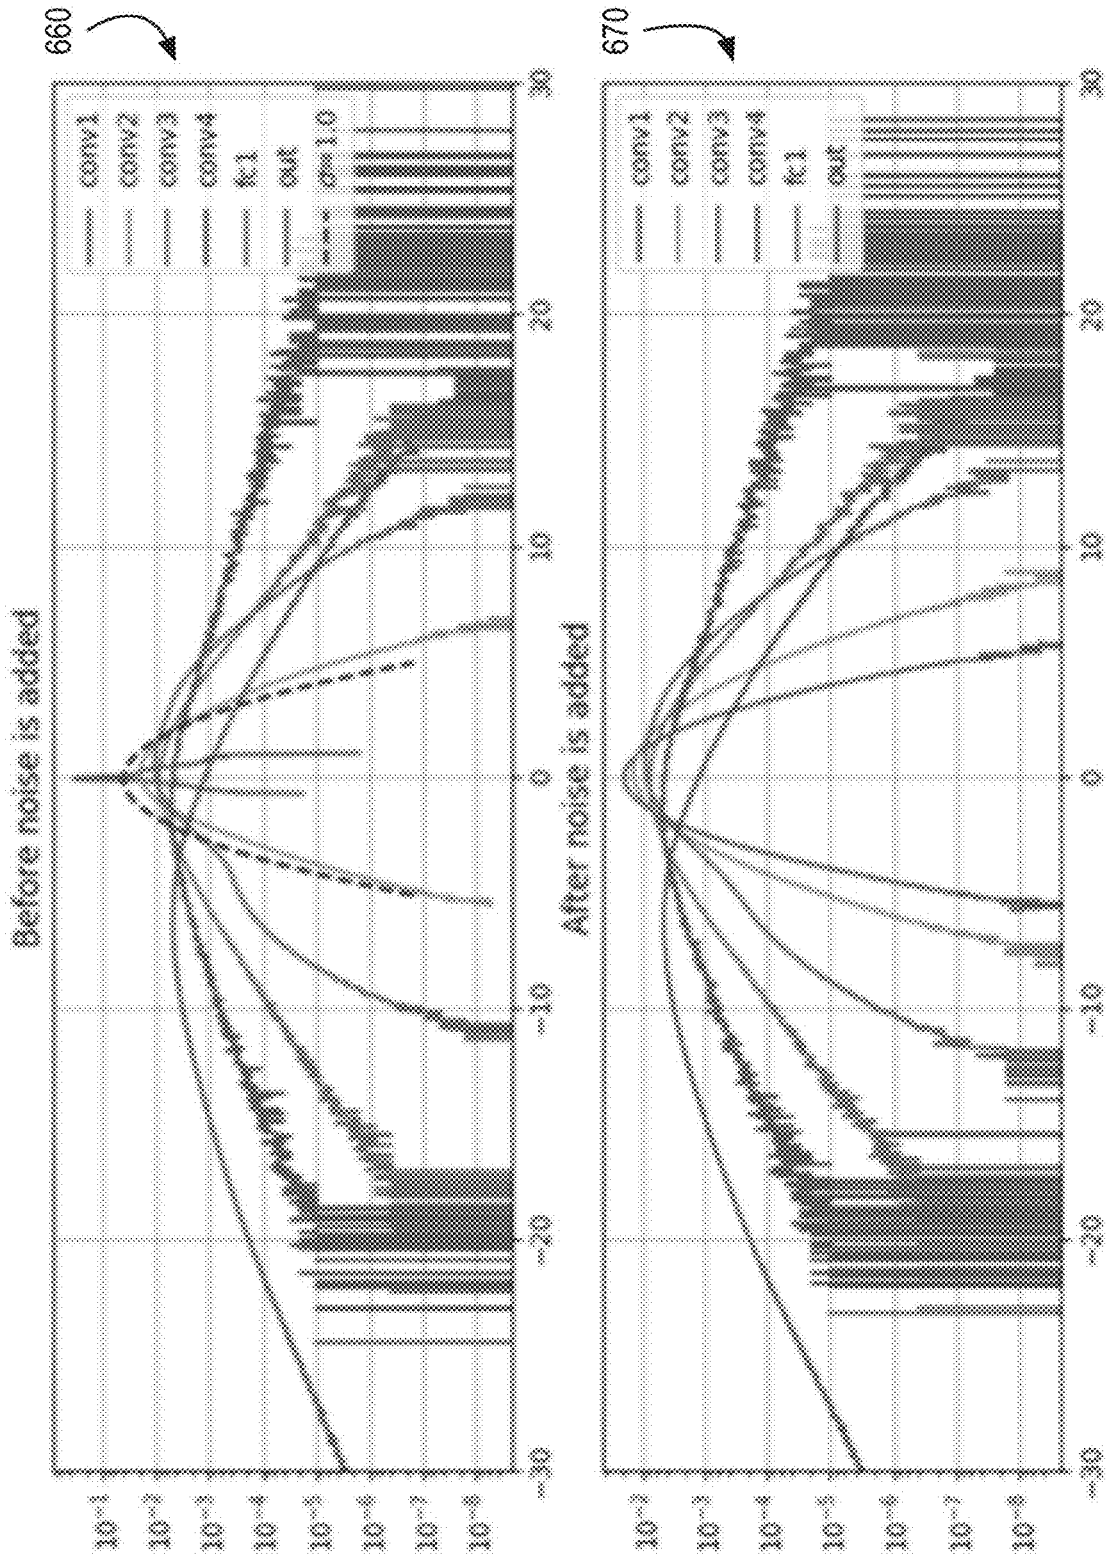 660
Before noise is added
conv1
conv2
conv3
conv4
fc1
out
σ=1.0
10⁻¹
10⁻²
10⁻³
10⁻⁴
10⁻⁵
10⁻⁶
10⁻⁷
10⁻⁸
-30
-20
-10
0
10
20
30
670
After noise is added
conv1
conv2
conv3
conv4
fc1
out
10⁻²
10⁻³
10⁻⁴
10⁻⁵
10⁻⁶
10⁻⁷
10⁻⁸
-30
-20
-10
0
10
20
30